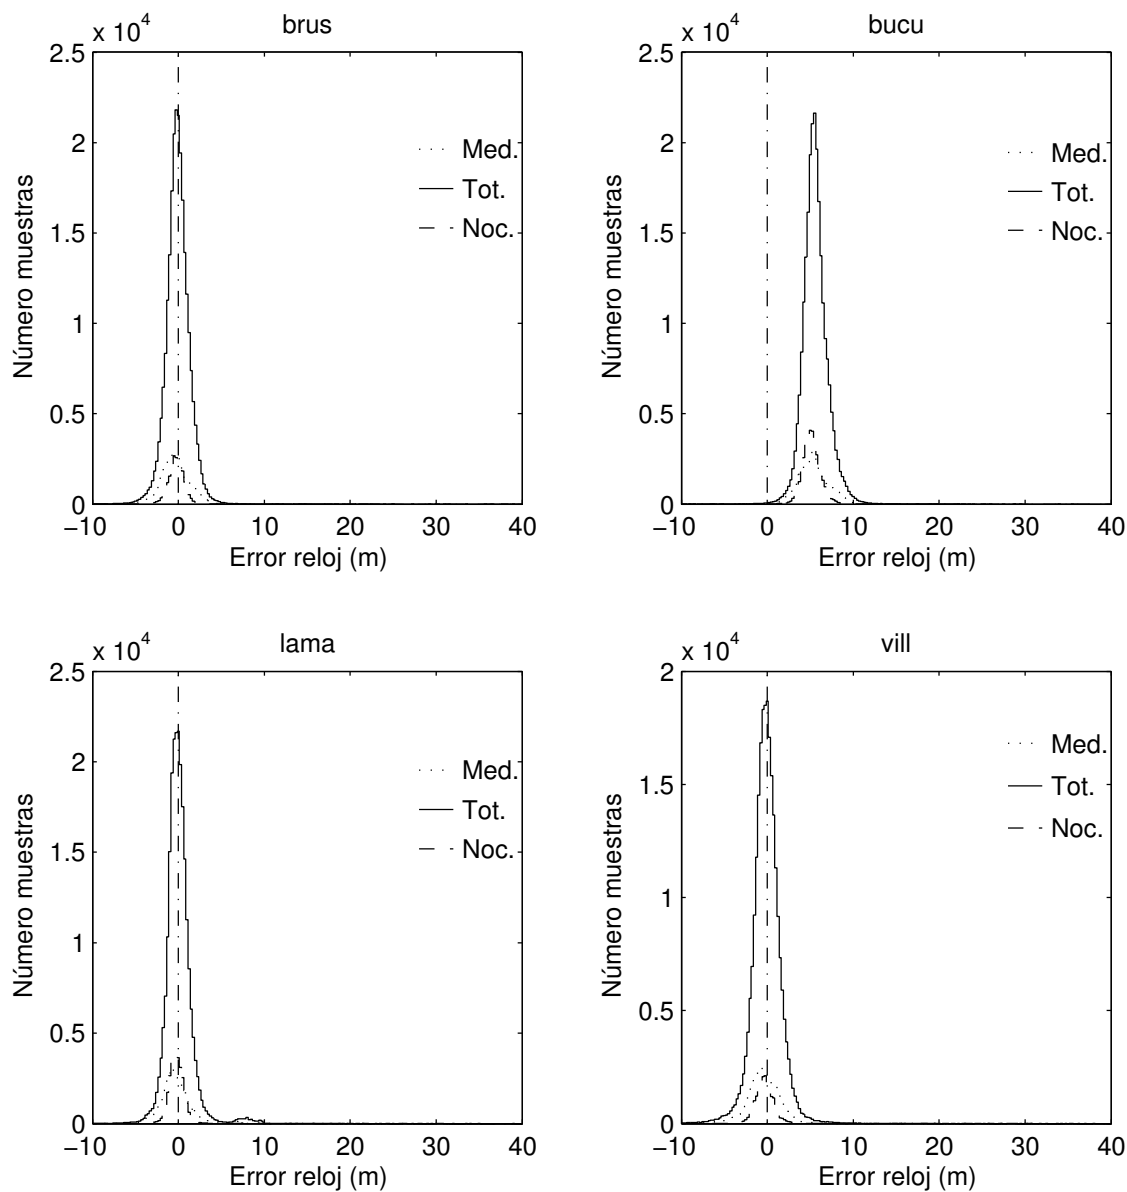 x 10^4
brus
2.5
2
1.5
1
0.5
0
Número muestras
Med.
Tot.
Noc.
−10 0 10 20 30 40
Error reloj (m)
x 10^4
bucu
2.5
2
1.5
1
0.5
0
Número muestras
Med.
Tot.
Noc.
−10 0 10 20 30 40
Error reloj (m)
x 10^4
lama
2.5
2
1.5
1
0.5
0
Número muestras
Med.
Tot.
Noc.
−10 0 10 20 30 40
Error reloj (m)
x 10^4
vill
2
1.5
1
0.5
0
Número muestras
Med.
Tot.
Noc.
−10 0 10 20 30 40
Error reloj (m)